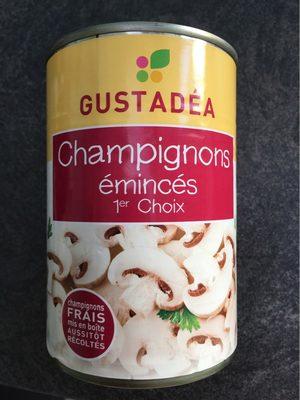 GUSTADÉA
Champignons
émincés
1er Choix
champignons
FRAIS
mis en boîte
AUSSITÔT
RÉCOLTÉS